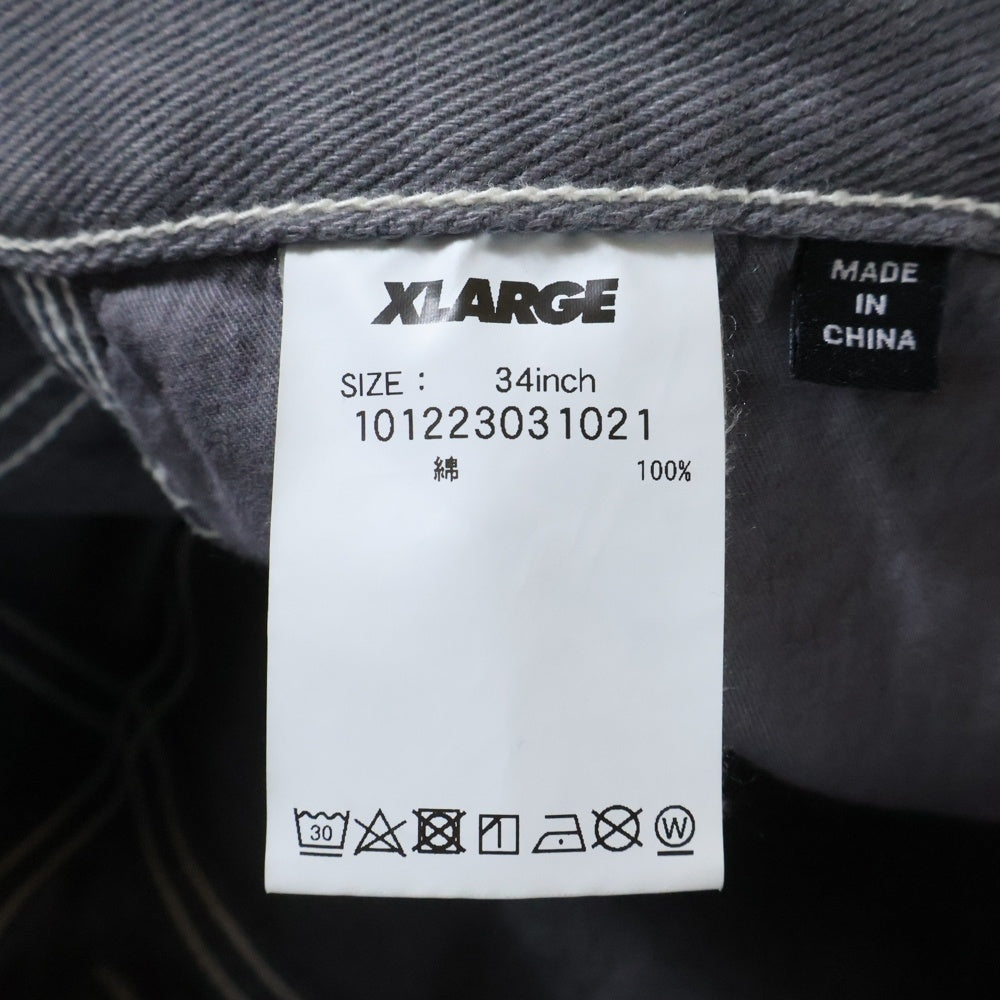 XLARGE
SIZE : 34inch
101223031021
綿 100%
30
W
MADE
IN
CHINA